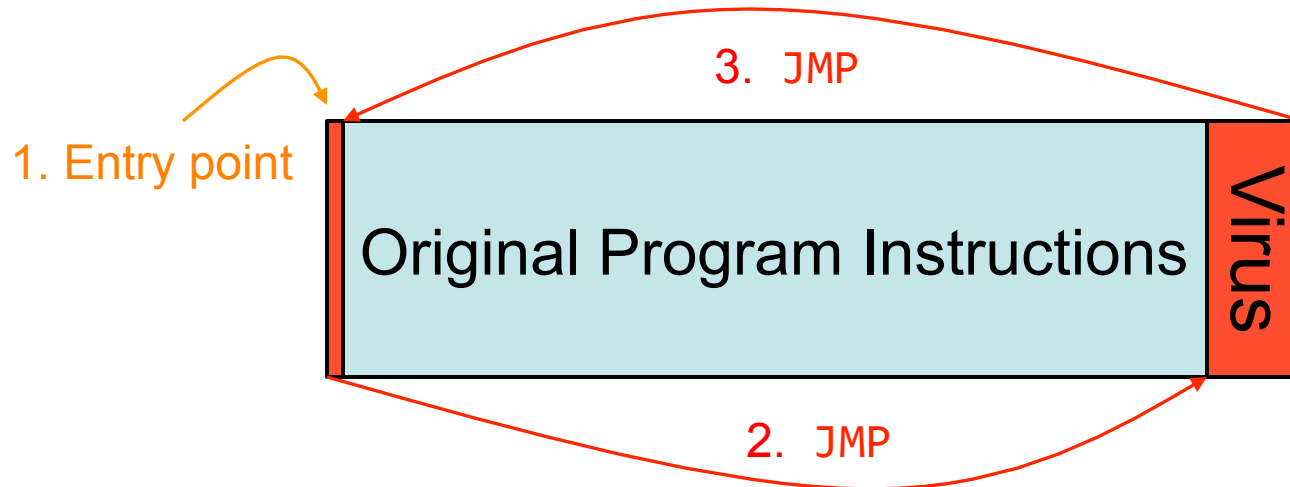 3. JMP
1. Entry point
Original Program Instructions
Virus
2. JMP